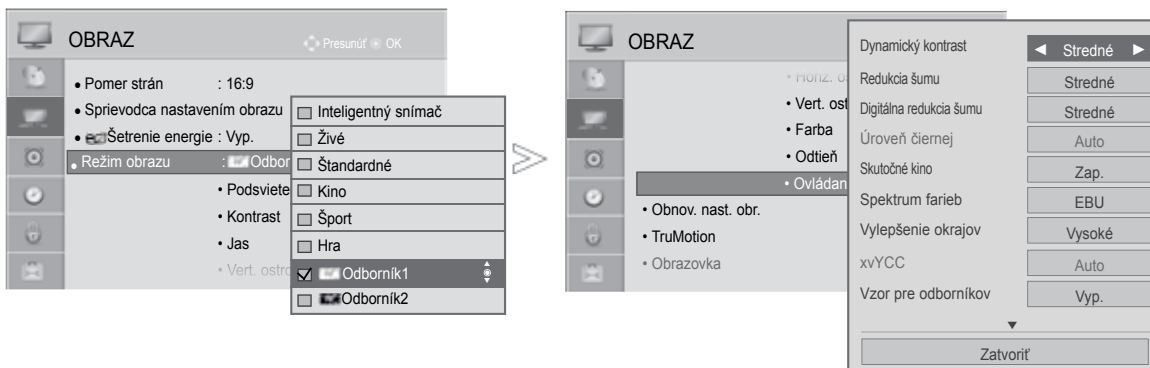 OBRAZ
Presunúť OK
• Pomer strán : 16:9
• Sprievodca nastavením obrazu
• Šetrenie energie : Vyp.
• Režim obrazu : Odbor
• Podsviete
• Kontrast
• Jas
• Vert. ostro
Inteligentný snímač
Živé
Štandardné
Kino
Šport
Hra
Odborník1
Odborník2
OBRAZ
• Horiz. os
• Vert. ost
• Farba
• Odtieň
• Ovládan
• Obnov. nast. obr.
• TruMotion
• Obrazovka
Dynamický kontrast ◄ Stredné ►
Redukcia šumu Stredné
Digitálna redukcia šumu Stredné
Úroveň čiernej Auto
Skutočné kino Zap.
Spektrum farieb EBU
Vylepšenie okrajov Vysoké
xvYCC Auto
Vzor pre odborníkov Vyp.
▼
Zatvoriť